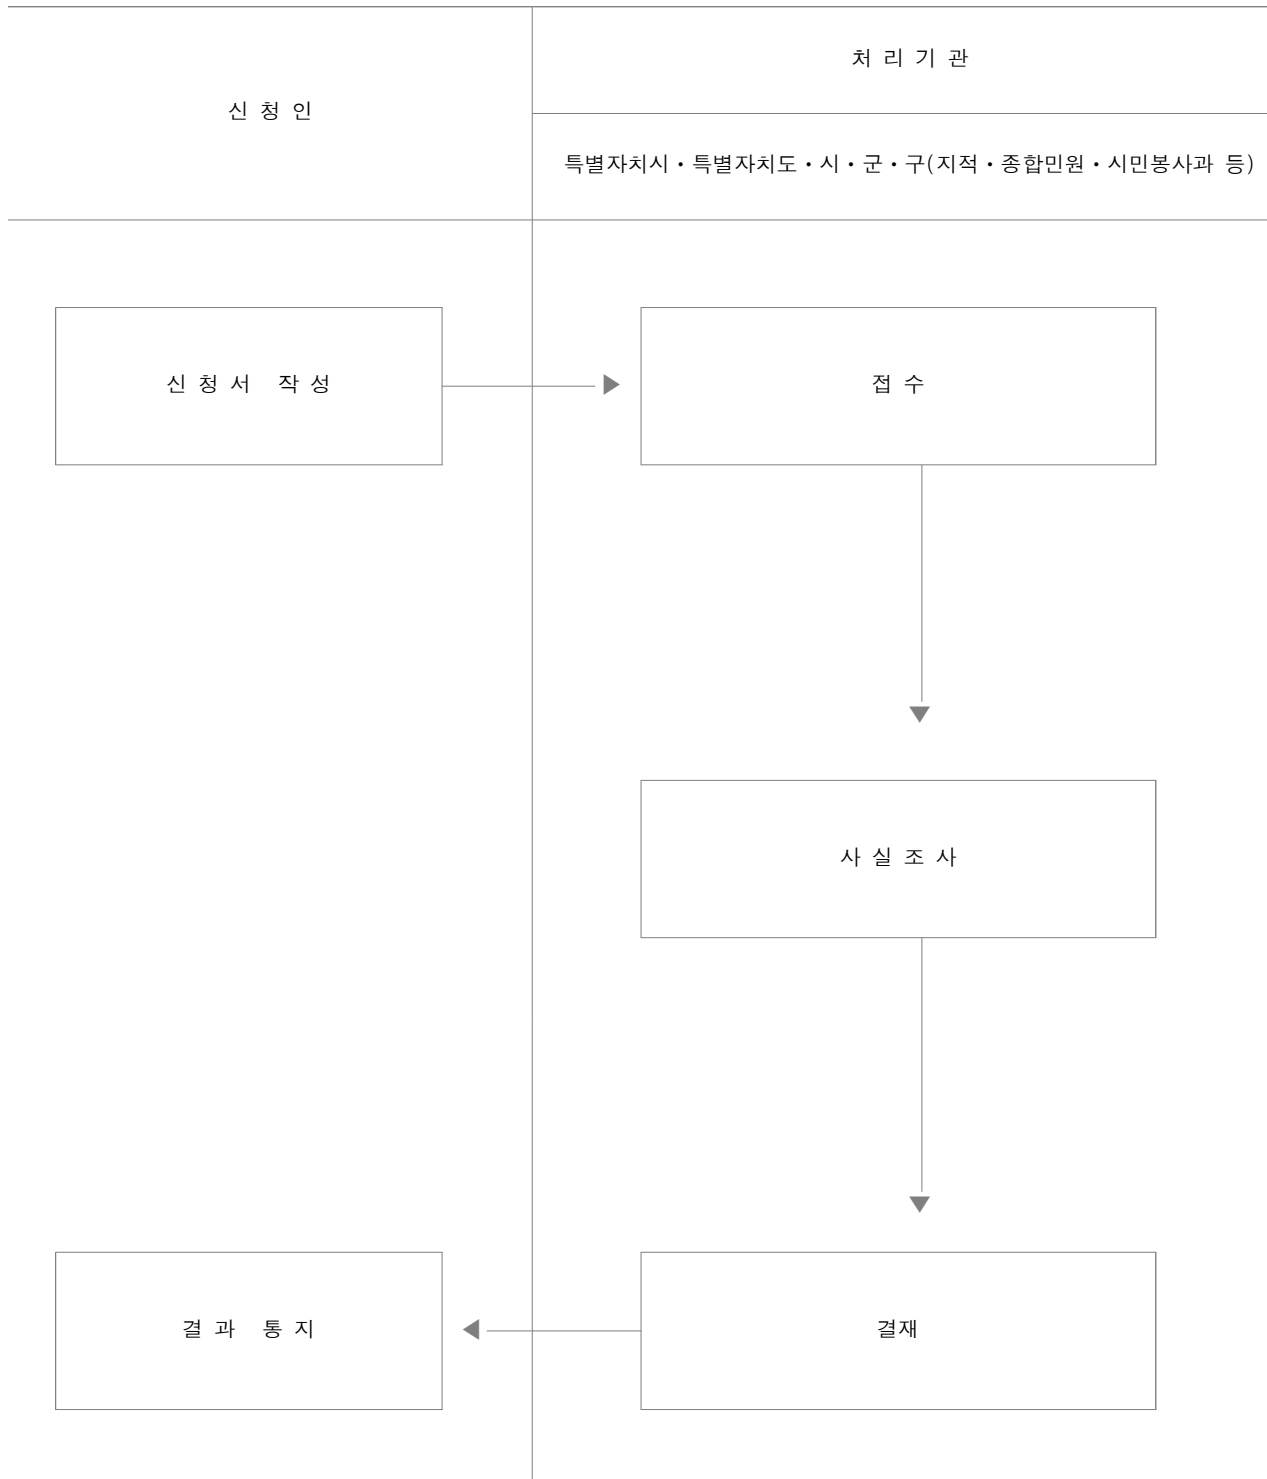 신 청 인
처 리 기 관
특별자치시・특별자치도・시・군・구(지적・종합민원・시민봉사과 등)
신 청 서 작 성
접 수
사 실 조 사
결 과 통 지
결재